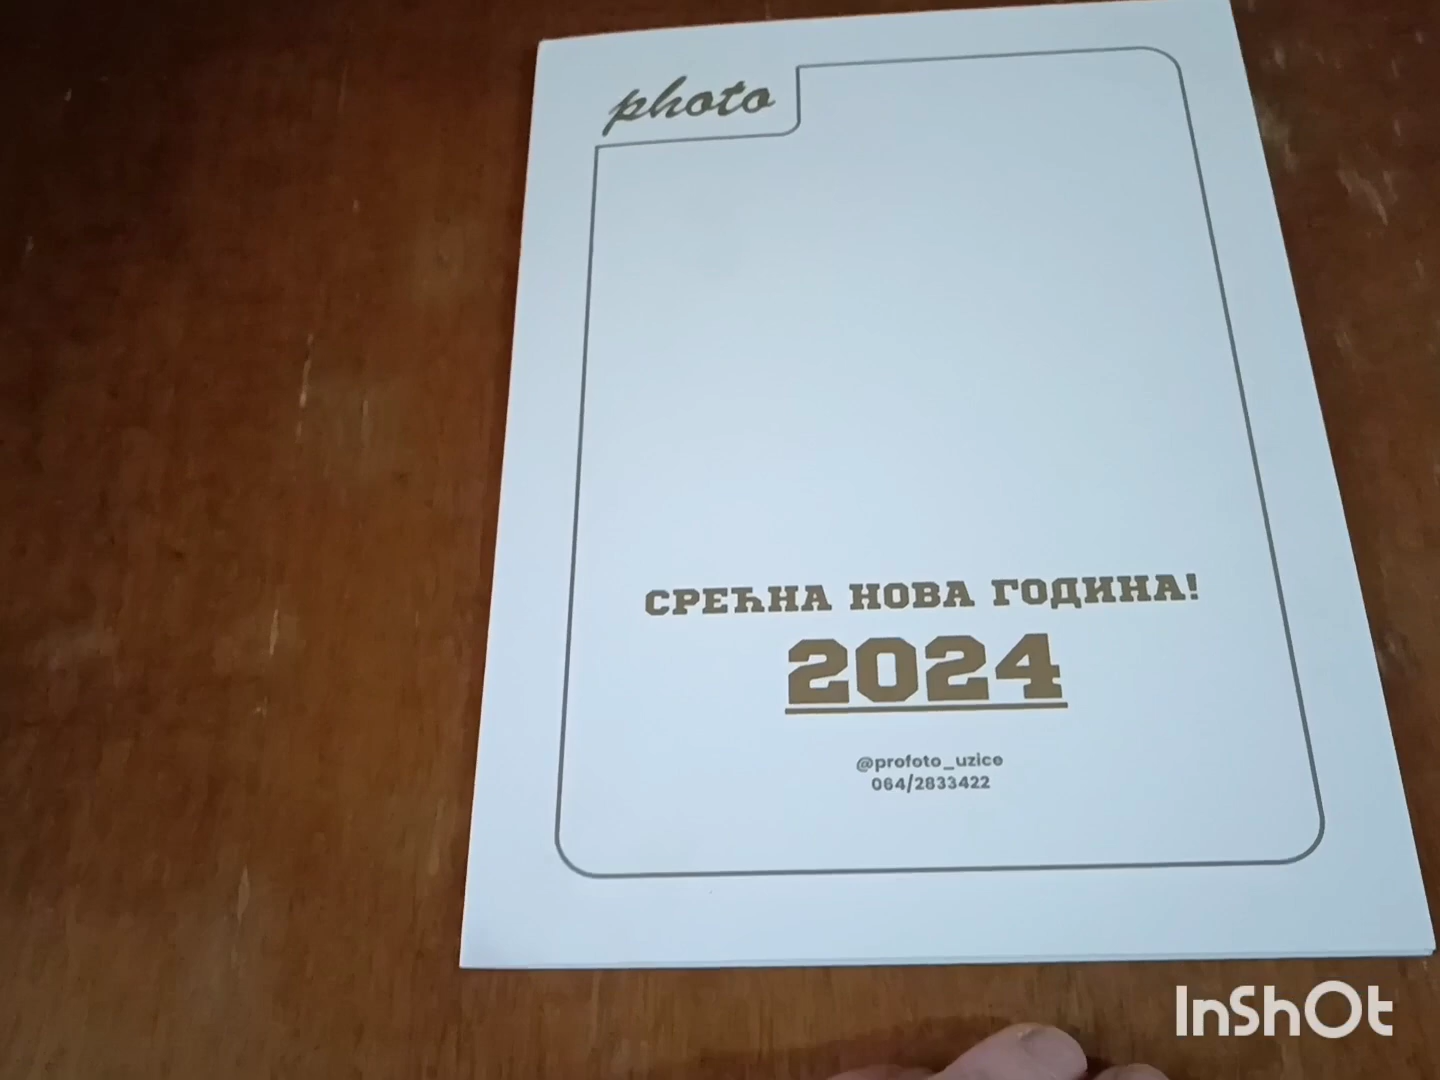 photo
СРЕЋНА НОВА ГОДИНА!
2024
@profoto_uzice
064/2833422
InShOt